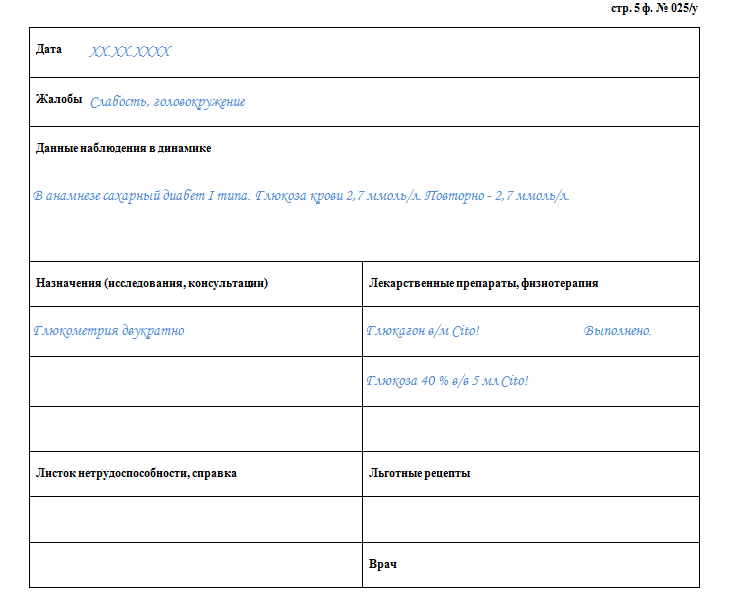 стр. 5 ф. № 025/у
Дата XX.XX.XXXX
Жалобы Слабость, головокружение
Данные наблюдения в динамике
В анамнезе сахарный диабет I типа. Глюкоза крови 2,7 ммоль/л. Повторно - 2,7 ммоль/л.
Назначения (исследования, консультации) Лекарственные препараты, физиотерапия
Глюкометрия двукратно Глюкагон в/м Cito! Выполнено.
Глюкоза 40 % в/в 5 мл Cito!
Листок нетрудоспособности, справка Льготные рецепты
Врач